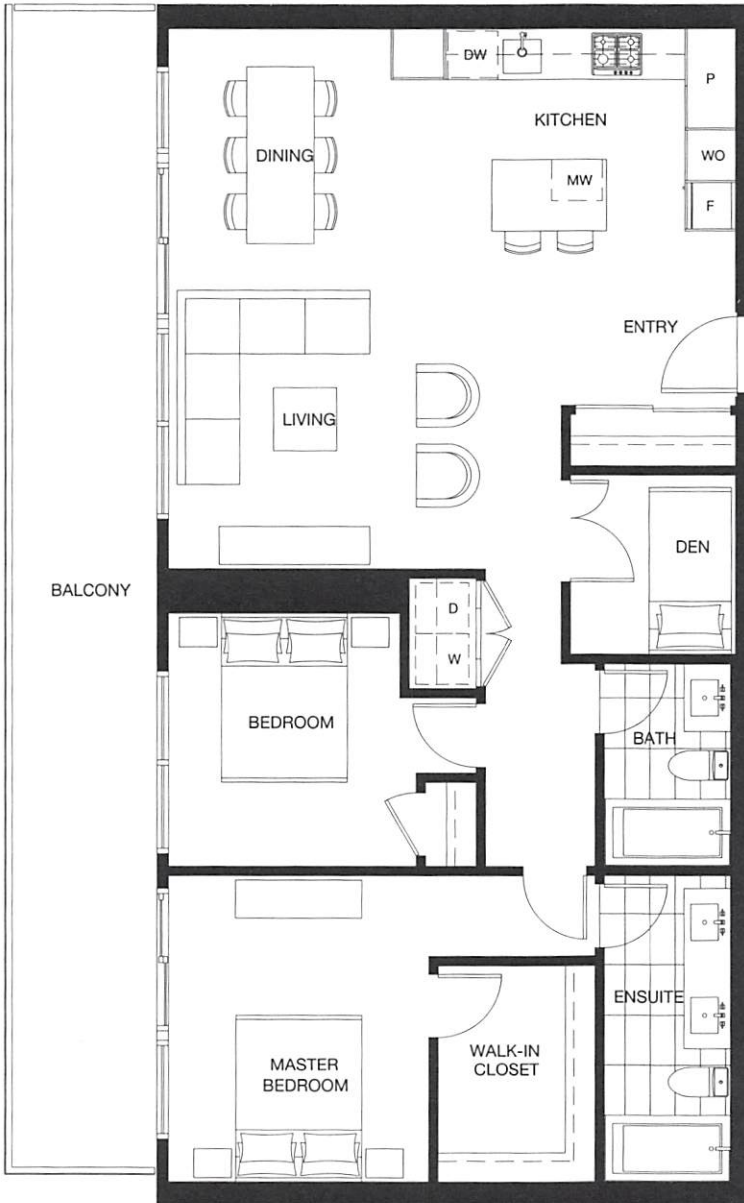 DW
P
KITCHEN
DINING
WO
MW
F
ENTRY
LIVING
DEN
BALCONY
D
W
BEDROOM
BATH
ENSUITE
WALK-IN
CLOSET
MASTER
BEDROOM